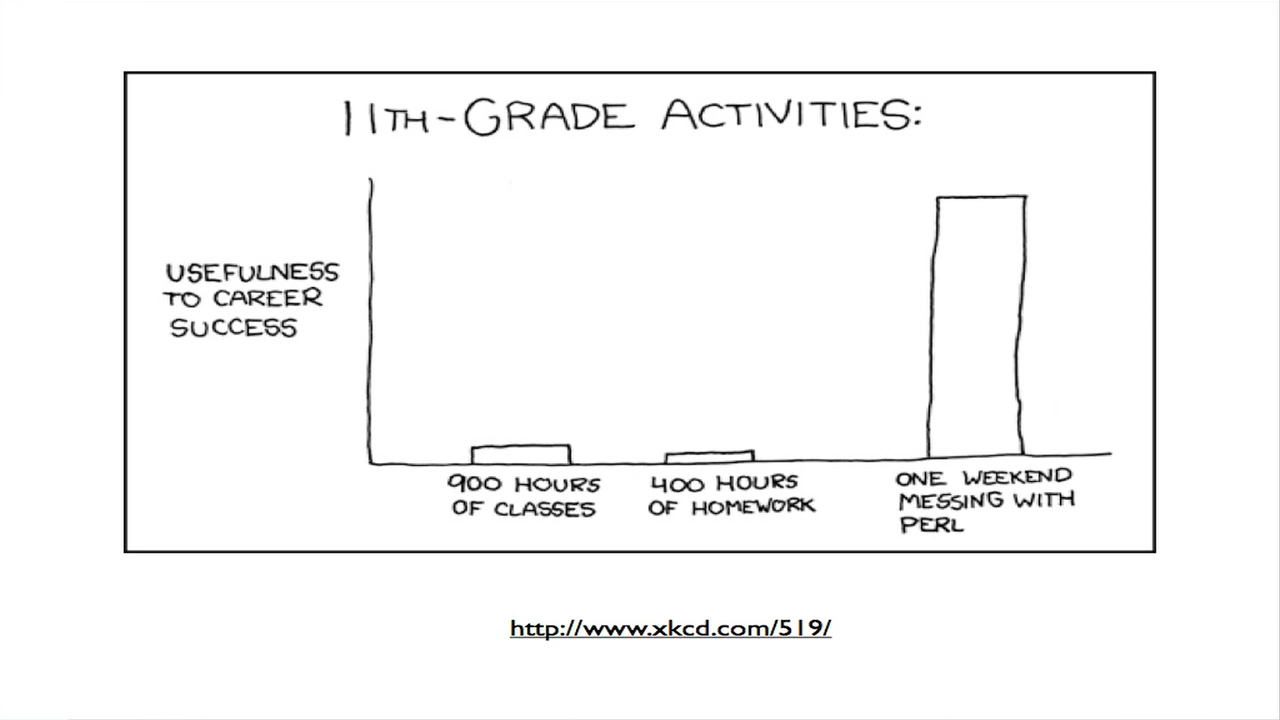 11TH-GRADE ACTIVITIES:
USEFULNESS
TO CAREER
SUCCESS
900 HOURS
OF CLASSES
400 HOURS
OF HOMEWORK
ONE WEEKEND
MESSING WITH
PERL
http://www.xkcd.com/519/